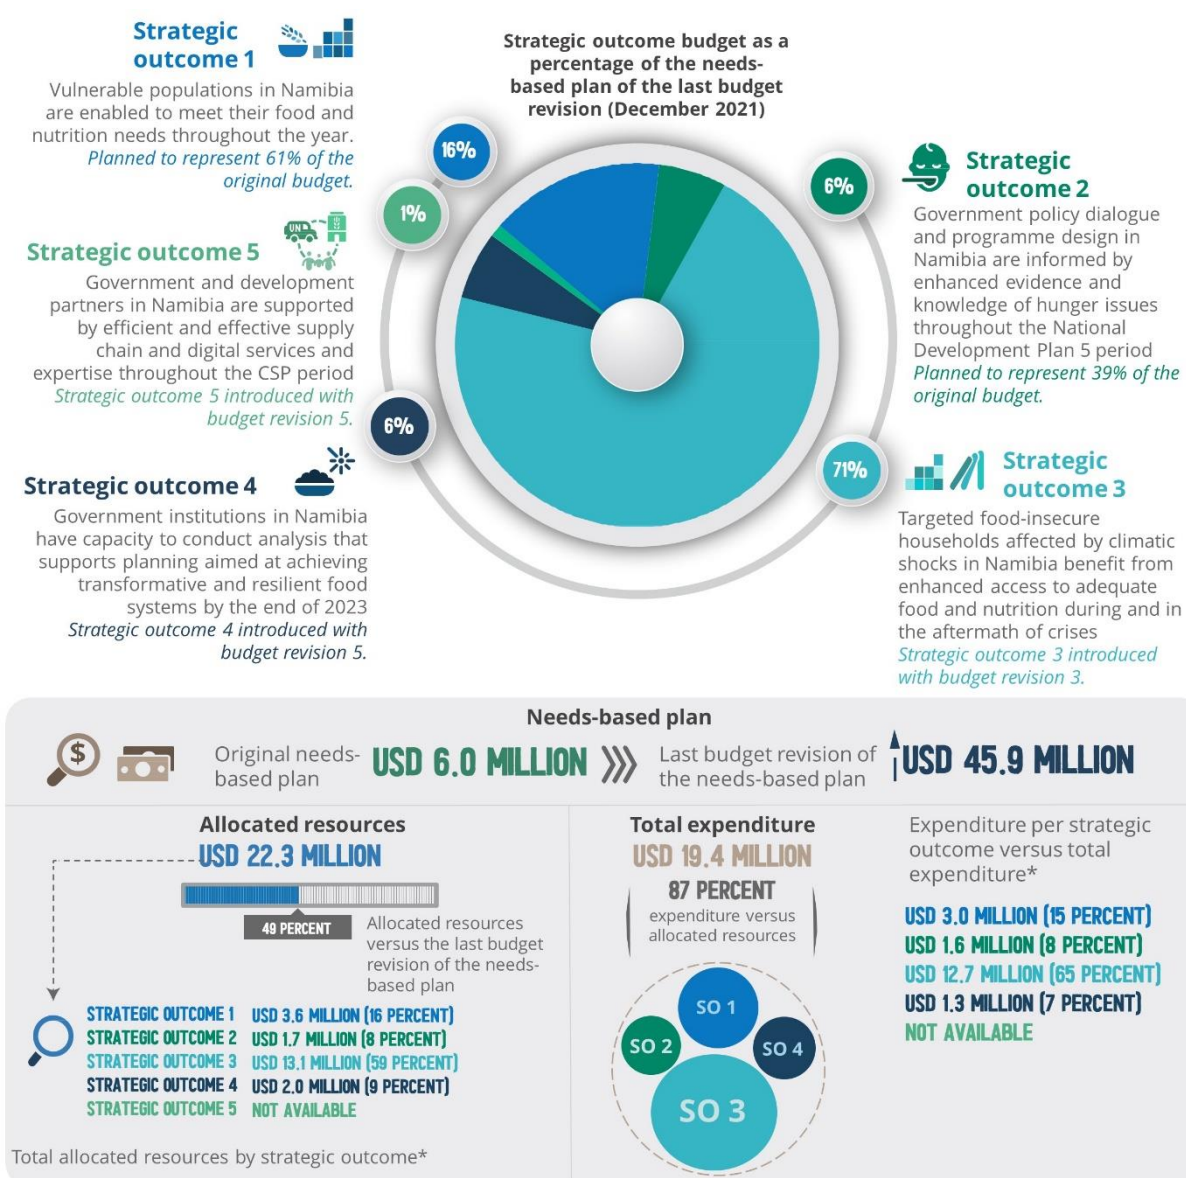 Strategic
outcome 1
Vulnerable populations in Namibia
are enabled to meet their food and
nutrition needs throughout the year.
Planned to represent 61% of the
original budget.
Strategic outcome budget as a
percentage of the needs-
based plan of the last budget
revision (December 2021)
16%
1%
6%
6%
71%
Strategic
outcome 2
Government policy dialogue
and programme design in
Namibia are informed by
enhanced evidence and
knowledge of hunger issues
throughout the National
Development Plan 5 period
Planned to represent 39% of the
original budget.
UN
Strategic outcome 5
Government and development
partners in Namibia are supported
by efficient and effective supply
chain and digital services and
expertise throughout the CSP period
Strategic outcome 5 introduced with
budget revision 5.
Strategic outcome 4
Government institutions in Namibia
have capacity to conduct analysis that
supports planning aimed at achieving
transformative and resilient food
systems by the end of 2023
Strategic outcome 4 introduced with
budget revision 5.
Strategic
outcome 3
Targeted food-insecure
households affected by climatic
shocks in Namibia benefit from
enhanced access to adequate
food and nutrition during and in
the aftermath of crises
Strategic outcome 3 introduced
with budget revision 3.
Needs-based plan
$
Original needs-
based plan
USD 6.0 MILLION
Last budget revision of
the needs-based plan
USD 45.9 MILLION
Allocated resources
USD 22.3 MILLION
49 PERCENT
Allocated resources
versus the last budget
revision of the needs-
based plan
STRATEGIC OUTCOME 1 USD 3.6 MILLION (16 PERCENT)
STRATEGIC OUTCOME 2 USD 1.7 MILLION (8 PERCENT)
STRATEGIC OUTCOME 3 USD 13.1 MILLION (59 PERCENT)
STRATEGIC OUTCOME 4 USD 2.0 MILLION (9 PERCENT)
STRATEGIC OUTCOME 5 NOT AVAILABLE
Total allocated resources by strategic outcome*
Total expenditure
USD 19.4 MILLION
87 PERCENT
expenditure versus
allocated resources
SO 1
SO 2
SO 4
SO 3
Expenditure per strategic
outcome versus total
expenditure*
USD 3.0 MILLION (15 PERCENT)
USD 1.6 MILLION (8 PERCENT)
USD 12.7 MILLION (65 PERCENT)
USD 1.3 MILLION (7 PERCENT)
NOT AVAILABLE